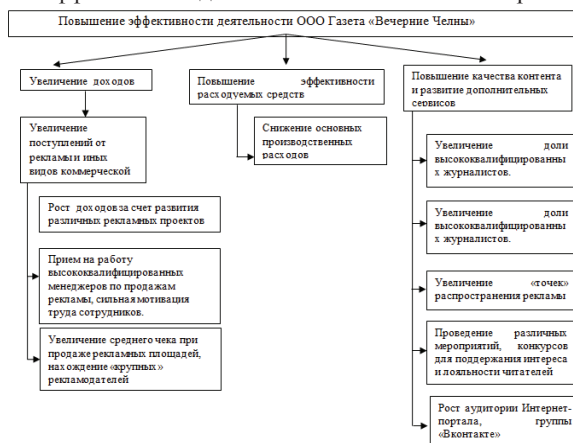 Повышение эффективности деятельности ООО Газета «Вечерние Челны»
Увеличение доходов
Увеличение
поступлений от
рекламы и иных
видов коммерческой
Рост доходов за счет развития
различных рекламных проектов
Прием на работу
высококвалифицированных
менеджеров по продажам
рекламы, сильная мотивация
труда сотрудников.
Увеличение среднего чека при
продаже рекламных площадей,
нахождение «крупных»
рекламодателей
Повышение эффективности
расходуемых средств
Снижение основных
производственных
расходов
Повышение качества контента
и развитие дополнительных
сервисов
Увеличение доли
высококвалифицированны
х журналистов.
Увеличение доли
высококвалифицированны
х журналистов.
Увеличение «точек»
распространения рекламы
Проведение различных
мероприятий, конкурсов
для поддержания интереса
и лояльности читателей
Рост аудитории Интернет-
портала, группы
«Вконтакте»